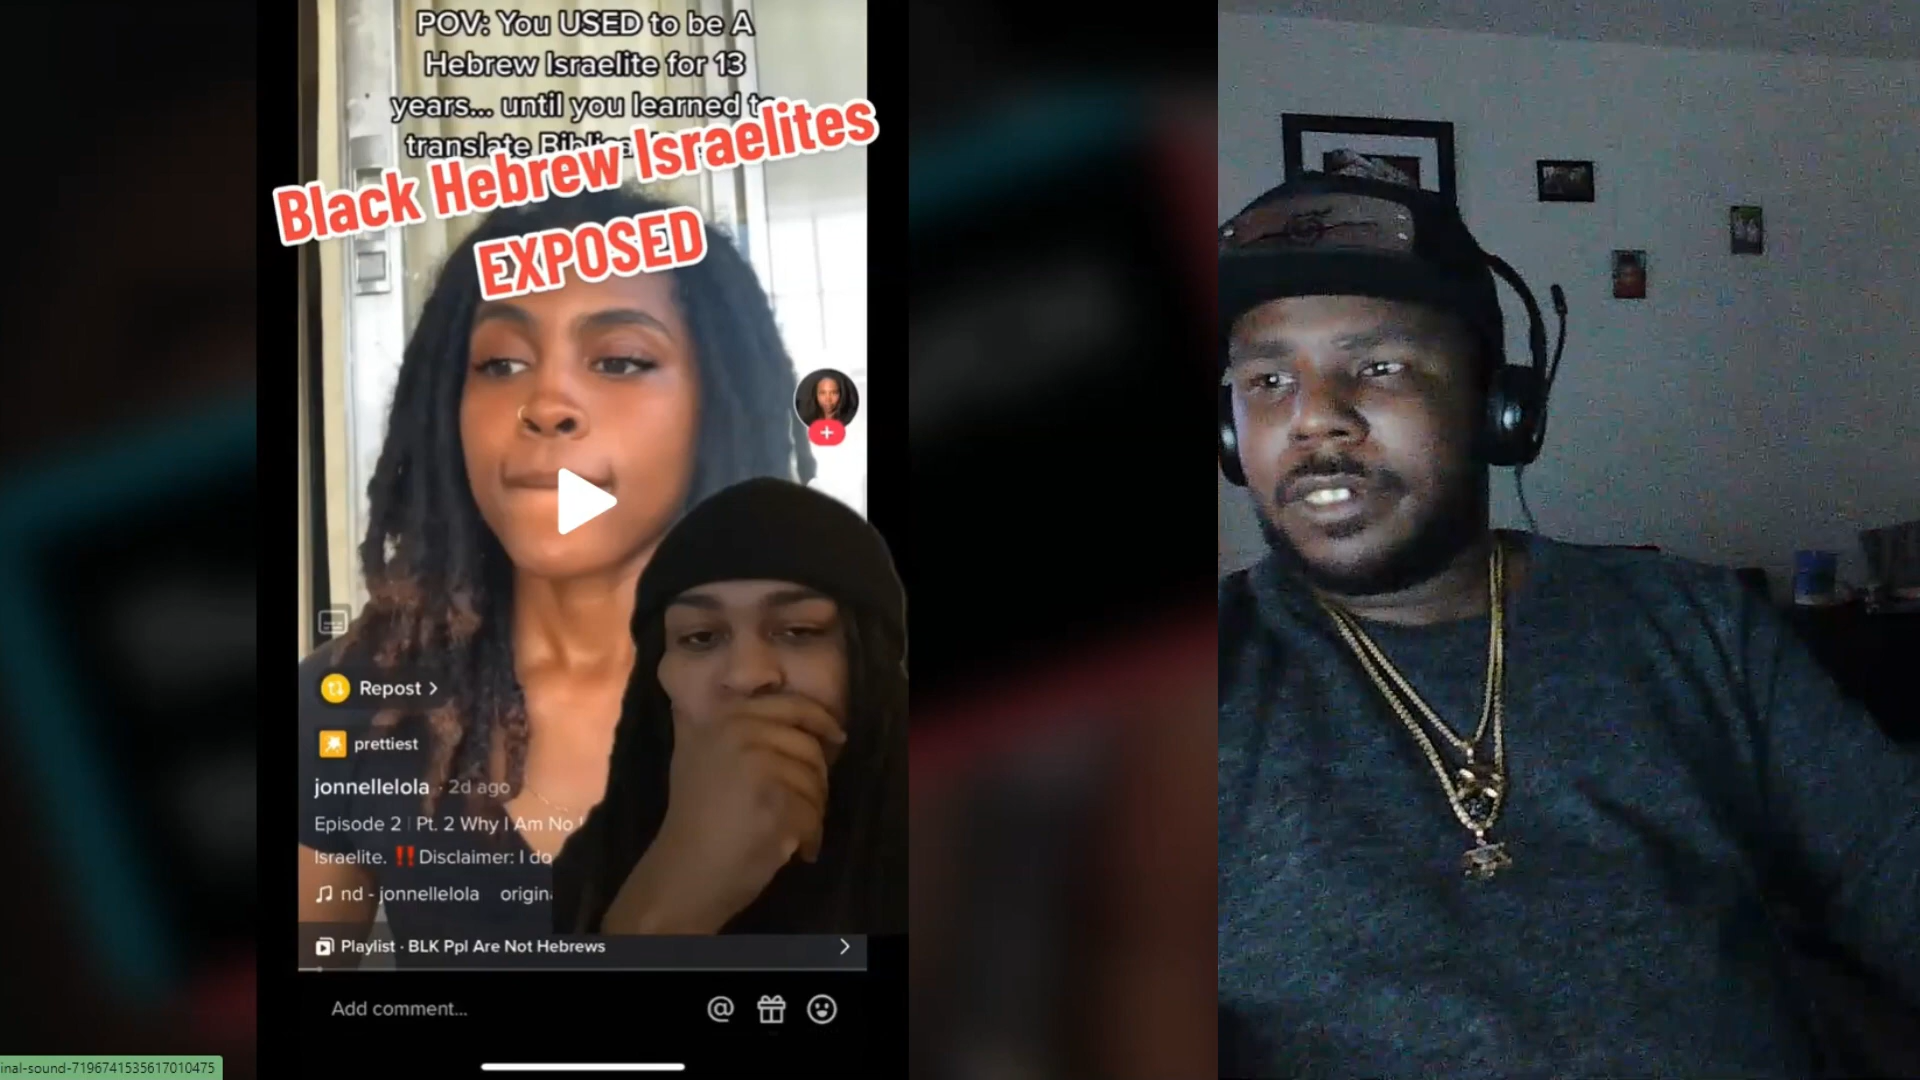 POV: You USED to be A
Hebrew Israelite for 13
years... until you learned
translate
Black Hebrew Israelites
EXPOSED
Repost >
prettiest
jonnellelola · 2d ago
Episode 2 | Pt. 2 Why I Am No
Israelite. ‼️Disclaimer: I do
nd - jonnellelola origin
Playlist · BLK Ppl Are Not Hebrews
Add comment...
inal-sound-7196741535617010475